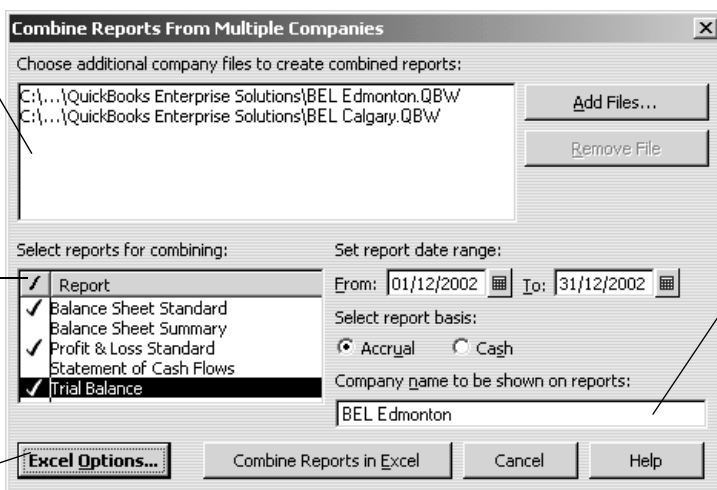 Combine Reports From Multiple Companies
Choose additional company files to create combined reports:
C:\...\QuickBooks Enterprise Solutions\BEL Edmonton.QBW
C:\...\QuickBooks Enterprise Solutions\BEL Calgary.QBW
Add Files...
Remove File
Select reports for combining:
Report
Balance Sheet Standard
Balance Sheet Summary
Profit & Loss Standard
Statement of Cash Flows
Trial Balance
Set report date range:
From: 01/12/2002 To: 31/12/2002
Select report basis:
Accrual Cash
Company name to be shown on reports:
BEL Edmonton
Excel Options... Combine Reports in Excel Cancel Help